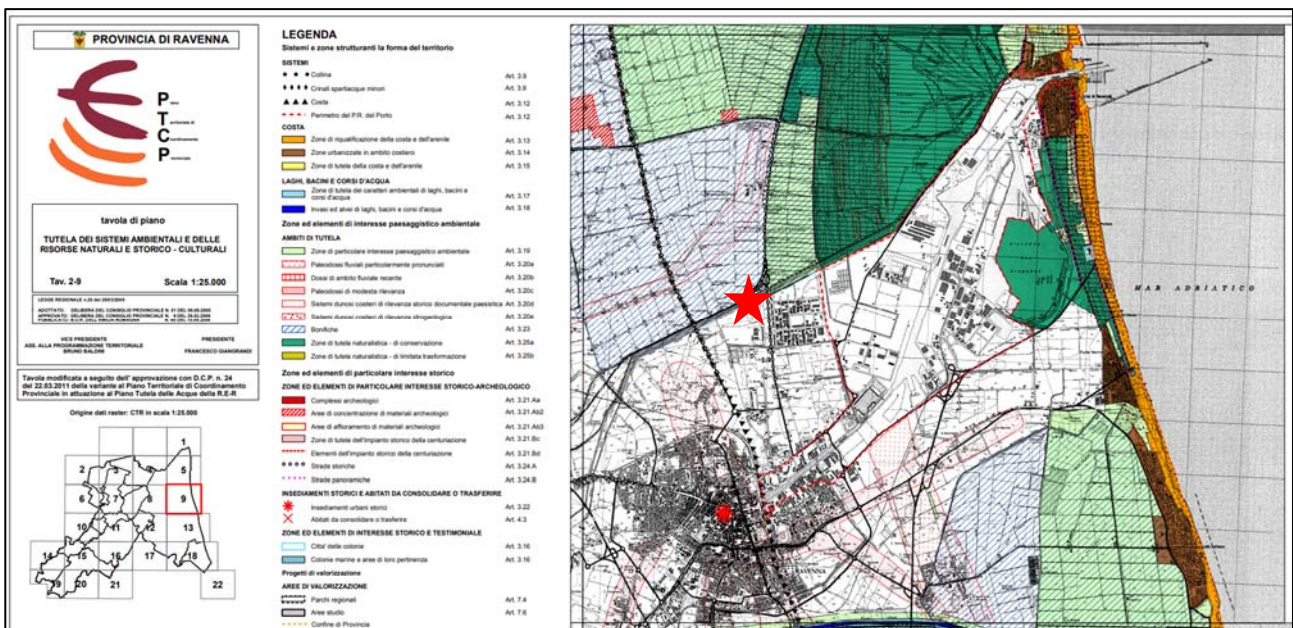 PROVINCIA DI RAVENNA
P iano
T erritoriale di
C oordinamento
P rovinciale
tavola di piano
TUTELA DEI SISTEMI AMBIENTALI E DELLE
RISORSE NATURALI E STORICO - CULTURALI
Tav. 2-9 Scala 1:25.000
VICE PRESIDENTE
ASS. ALLA PROGRAMMAZIONE TERRITORIALE
BRUNO BALDINI
PRESIDENTE
FRANCESCO GIANGRANDI
Tavola modificata a seguito dell' approvazione con D.C.P. n. 24
del 22.03.2011 della variante al Piano Territoriale di Coordinamento
Provinciale in attuazione al Piano Tutela delle Acque della R.E-R
Origine dati raster: CTR in scala 1:25.000
1
2 3 5
6 7 8 9
10 11 12 13
14 15 16 17 18
19 20 21 22
LEGENDA
Sistemi e zone strutturanti la forma del territorio
SISTEMI
Collina Art. 3.9
Crinali spartiacque minori Art. 3.9
Costa Art. 3.12
Perimetro del P.R. del Porto Art. 3.12
COSTA
Zone di riqualificazione della costa e dell'arenile Art. 3.13
Zone urbanizzate in ambito costiero Art. 3.14
Zone di tutela della costa e dell'arenile Art. 3.15
LAGHI, BACINI E CORSI D'ACQUA
Zone di tutela dei caratteri ambientali di laghi, bacini e
corsi d'acqua Art. 3.17
Invasi ed alvei di laghi, bacini e corsi d'acqua Art. 3.18
Zone ed elementi di interesse paesaggistico ambientale
AMBITI DI TUTELA
Zone di particolare interesse paesaggistico ambientale Art. 3.19
Paleodossi fluviali particolarmente pronunciati Art. 3.20a
Dossi di ambito fluviale recente Art. 3.20b
Paleodossi di modesta rilevanza Art. 3.20c
Sistemi dunosi costieri di rilevanza storico documentale paesistica Art. 3.20d
Sistemi dunosi costieri di rilevanza idrogeologica Art. 3.20e
Bonifiche Art. 3.23
Zone di tutela naturalistica - di conservazione Art. 3.25a
Zone di tutela naturalistica - di limitata trasformazione Art. 3.25b
Zone ed elementi di particolare interesse storico
ZONE ED ELEMENTI DI PARTICOLARE INTERESSE STORICO-ARCHEOLOGICO
Complessi archeologici Art. 3.21.Aa
Aree di concentrazione di materiali archeologici Art. 3.21.Ab2
Aree di affioramento di materiali archeologici Art. 3.21.Ab3
Zone di tutela dell'impianto storico della centuriazione Art. 3.21.Bc
Elementi dell'impianto storico della centuriazione Art. 3.21.Bd
Strade storiche Art. 3.24.A
Strade panoramiche Art. 3.24.B
INSEDIAMENTI STORICI E ABITATI DA CONSOLIDARE O TRASFERIRE
Insediamenti urbani storici Art. 3.22
Abitati da consolidare o trasferire Art. 4.3
ZONE ED ELEMENTI DI INTERESSE STORICO E TESTIMONIALE
Citta' delle colonie Art. 3.16
Colonie marine e aree di loro pertinenza Art. 3.16
Progetti di valorizzazione
AREE DI VALORIZZAZIONE
Parchi regionali Art. 7.4
Aree studio Art. 7.6
Confine di Provincia
MAR ADRIATICO
RAVENNA